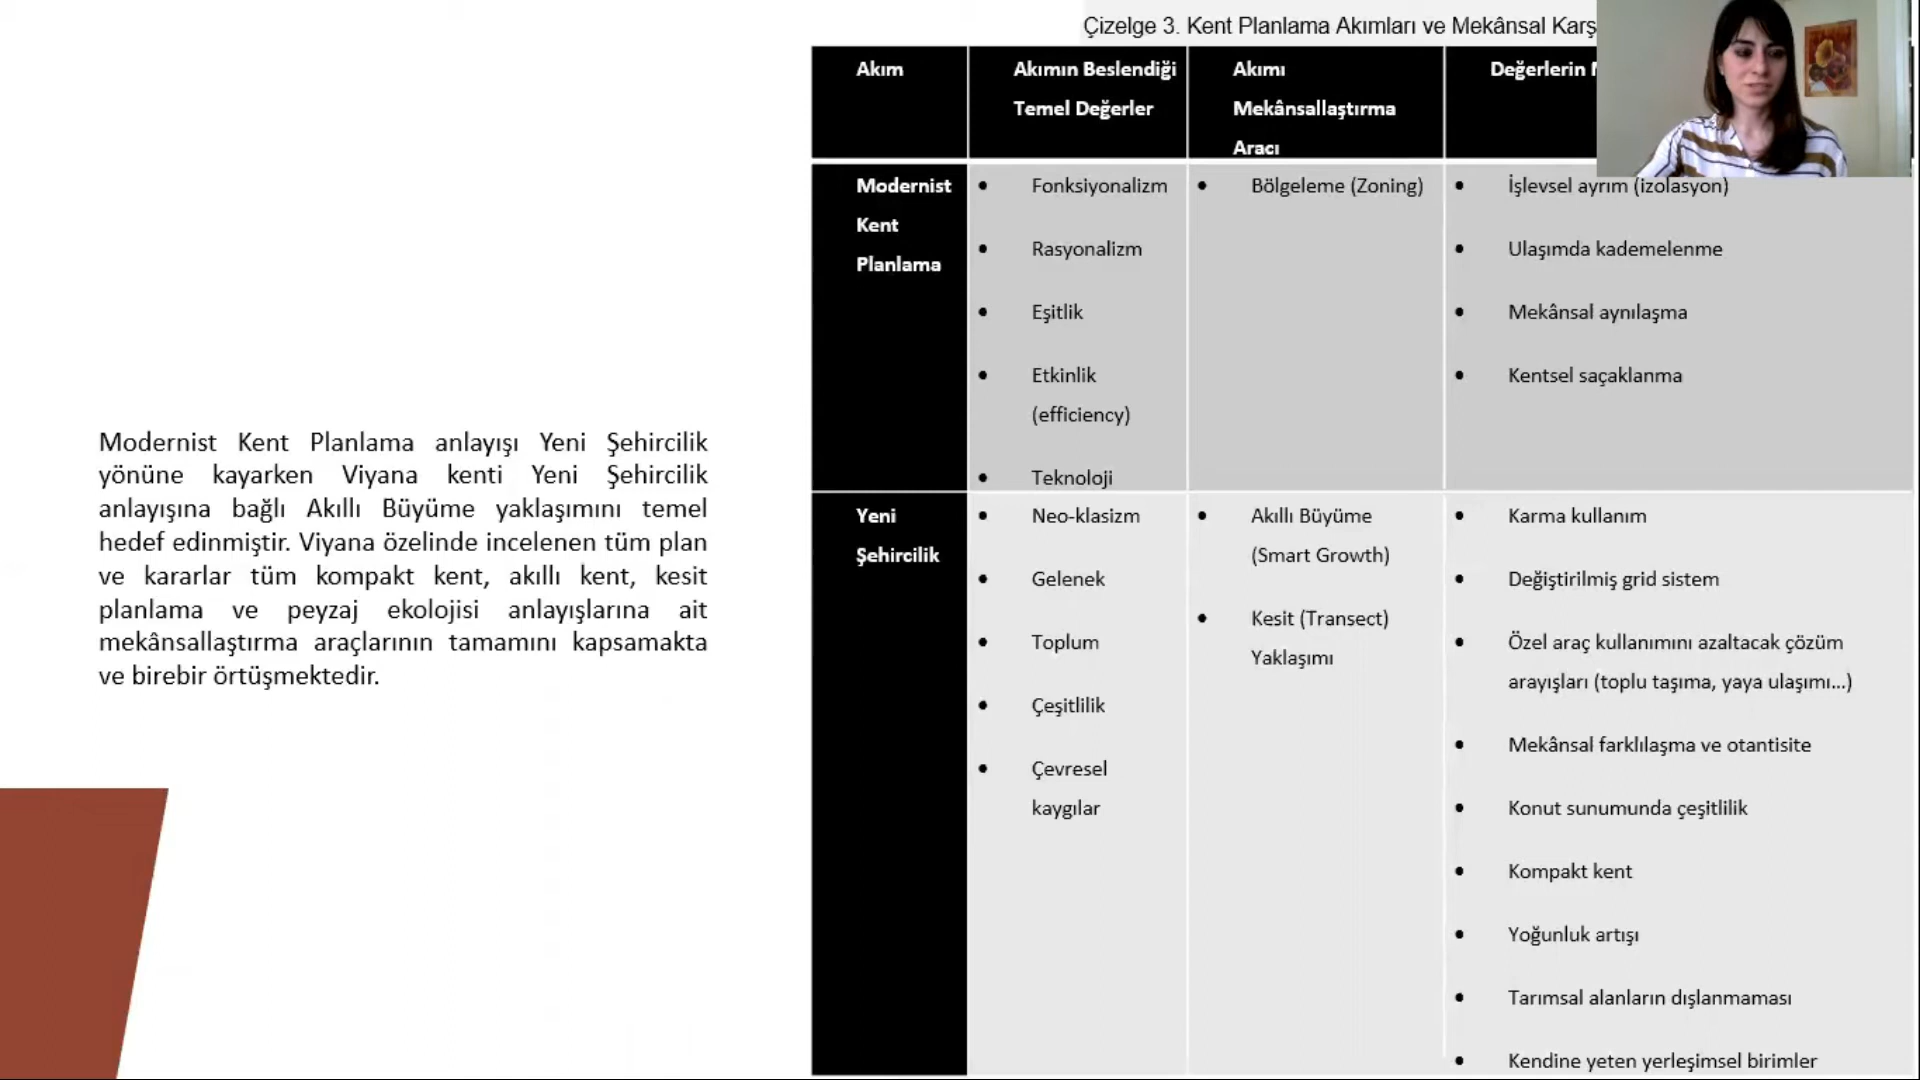 Çizelge 3. Kent Planlama Akımları ve Mekânsal
Akım
Akımın Beslendiği
Temel Değerler
Akımı
Mekânsallaştırma
Aracı
Değerlerin
Modernist
Kent
Planlama
• Fonksiyonalizm
• Rasyonalizm
• Eşitlik
• Etkinlik
(efficiency)
• Teknoloji
• Bölgeleme (Zoning)
• İşlevsel ayrım (izolasyon)
• Ulaşımda kademelenme
• Mekânsal aynılaşma
• Kentsel saçaklanma
Yeni
Şehircilik
• Neo-klasizm
• Gelenek
• Toplum
• Çeşitlilik
• Çevresel
kaygılar
• Akıllı Büyüme
(Smart Growth)
• Kesit (Transect)
Yaklaşımı
• Karma kullanım
• Değiştirilmiş grid sistem
• Özel araç kullanımını azaltacak çözüm
arayışları (toplu taşıma, yaya ulaşımı...)
• Mekânsal farklılaşma ve otantisite
• Konut sunumunda çeşitlilik
• Kompakt kent
• Yoğunluk artışı
• Tarımsal alanların dışlanmaması
• Kendine yeten yerleşimsel birimler
Modernist Kent Planlama anlayışı Yeni Şehircilik
yönüne kayarken Viyana kenti Yeni Şehircilik
anlayışına bağlı Akıllı Büyüme yaklaşımını temel
hedef edinmiştir. Viyana özelinde incelenen tüm plan
ve kararlar tüm kompakt kent, akıllı kent, kesit
planlama ve peyzaj ekolojisi anlayışlarına ait
mekânsallaştırma araçlarının tamamını kapsamakta
ve birebir örtüşmektedir.